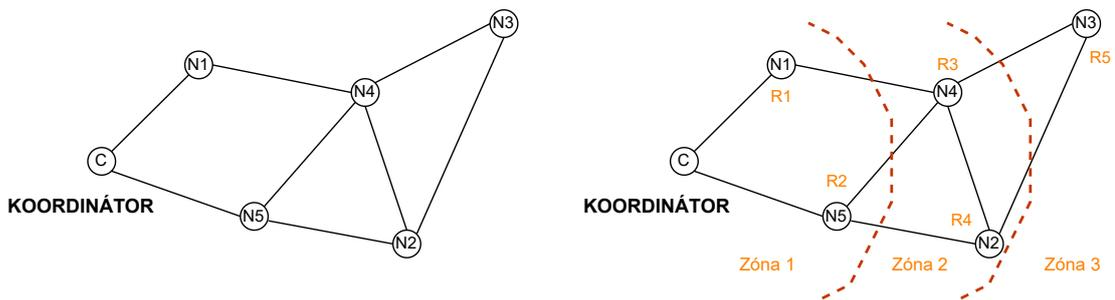 N3
N1
N4
C
KOORDINÁTOR
N5
N2
N3
R5
R3
N1
N4
R1
C
R2
KOORDINÁTOR
N5
R4
N2
Zóna 1
Zóna 2
Zóna 3